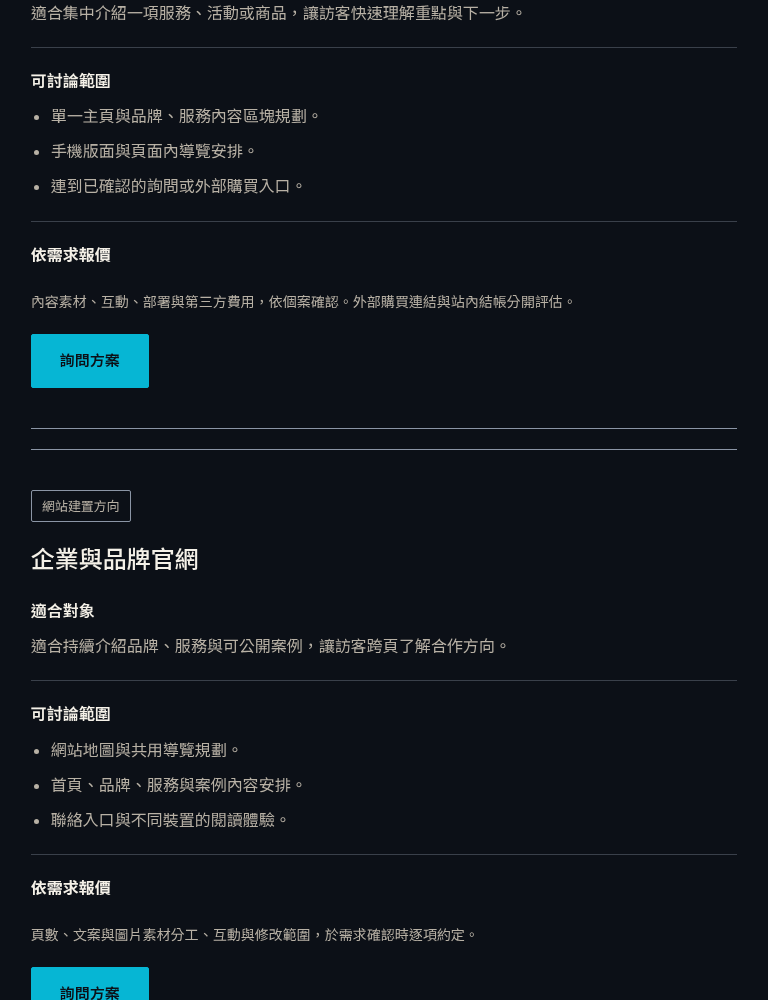 適合集中介紹一項服務、活動或商品，讓訪客快速理解重點與下一步。
可討論範圍
單一主頁與品牌、服務內容區塊規劃。
手機版面與頁面內導覽安排。
連到已確認的詢問或外部購買入口。
依需求報價
內容素材、互動、部署與第三方費用，依個案確認。外部購買連結與站內結帳分開評估。
詢問方案
網站建置方向
企業與品牌官網
適合對象
適合持續介紹品牌、服務與可公開案例，讓訪客跨頁了解合作方向。
可討論範圍
網站地圖與共用導覽規劃。
首頁、品牌、服務與案例內容安排。
聯絡入口與不同裝置的閱讀體驗。
依需求報價
頁數、文案與圖片素材分工、互動與修改範圍，於需求確認時逐項約定。
詢問方案